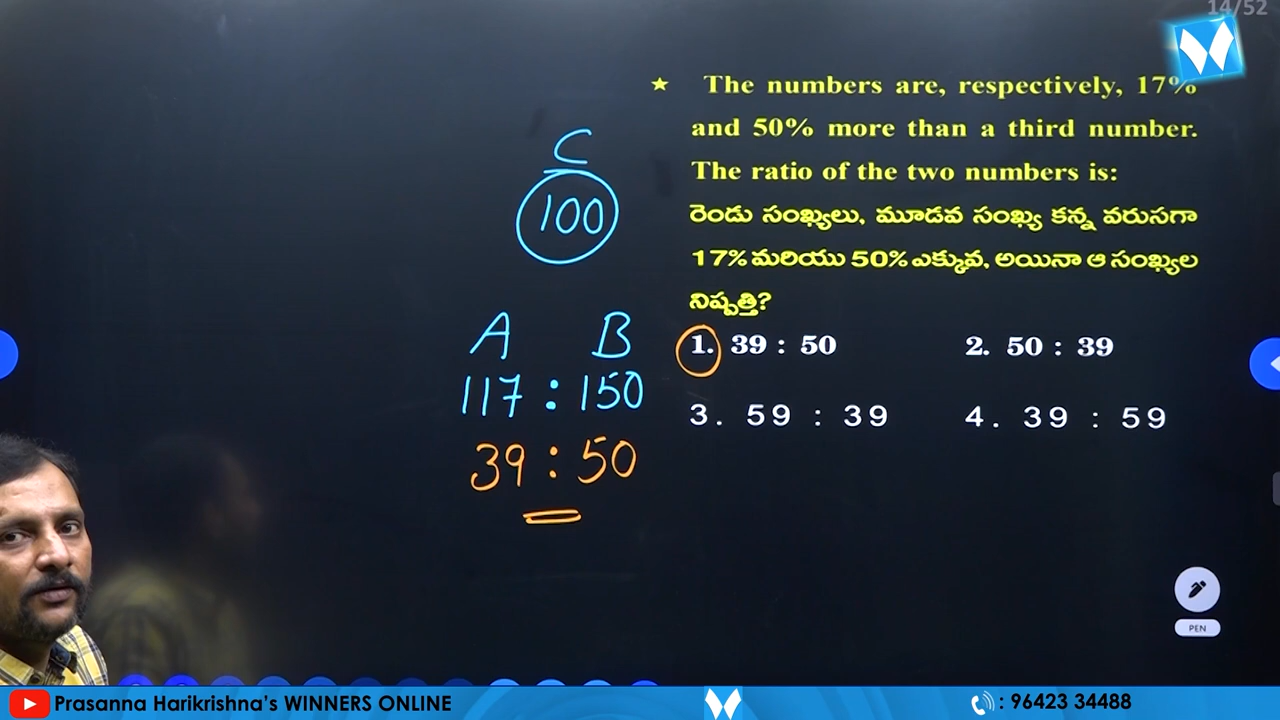 14/52
★ The numbers are, respectively, 17%
and 50% more than a third number.
The ratio of the two numbers is:
రెండు సంఖ్యలు, మూడవ సంఖ్య కన్న వరుసగా
17% మరియు 50% ఎక్కువ, అయినా ఆ సంఖ్యల
నిష్పత్తి?
1. 39 : 50 2. 50 : 39
3. 59 : 39 4. 39 : 59
C
100
A B
117 : 150
39 : 50
PEN
Prasanna Harikrishna's WINNERS ONLINE
: 96423 34488